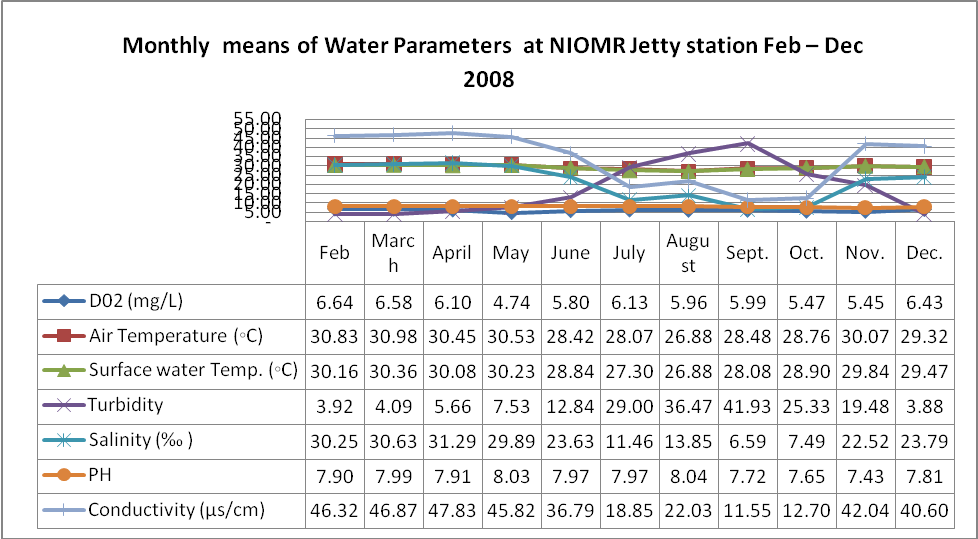 Monthly means of Water Parameters at NIOMR Jetty station Feb – Dec
2008
55.00
50.00
45.00
40.00
35.00
30.00
25.00
20.00
15.00
10.00
5.00
-
Feb Marc h April May June July Augu st Sept. Oct. Nov. Dec.
D02 (mg/L) 6.64 6.58 6.10 4.74 5.80 6.13 5.96 5.99 5.47 5.45 6.43
Air Temperature (◦C) 30.83 30.98 30.45 30.53 28.42 28.07 26.88 28.48 28.76 30.07 29.32
Surface water Temp. (◦C) 30.16 30.36 30.08 30.23 28.84 27.30 26.88 28.08 28.90 29.84 29.47
Turbidity 3.92 4.09 5.66 7.53 12.84 29.00 36.47 41.93 25.33 19.48 3.88
Salinity (‰ ) 30.25 30.63 31.29 29.89 23.63 11.46 13.85 6.59 7.49 22.52 23.79
PH 7.90 7.99 7.91 8.03 7.97 7.97 8.04 7.72 7.65 7.43 7.81
Conductivity (µs/cm) 46.32 46.87 47.83 45.82 36.79 18.85 22.03 11.55 12.70 42.04 40.60